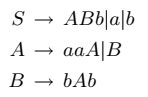 S → ABb|a|b
A → aaA|B
B → bAb